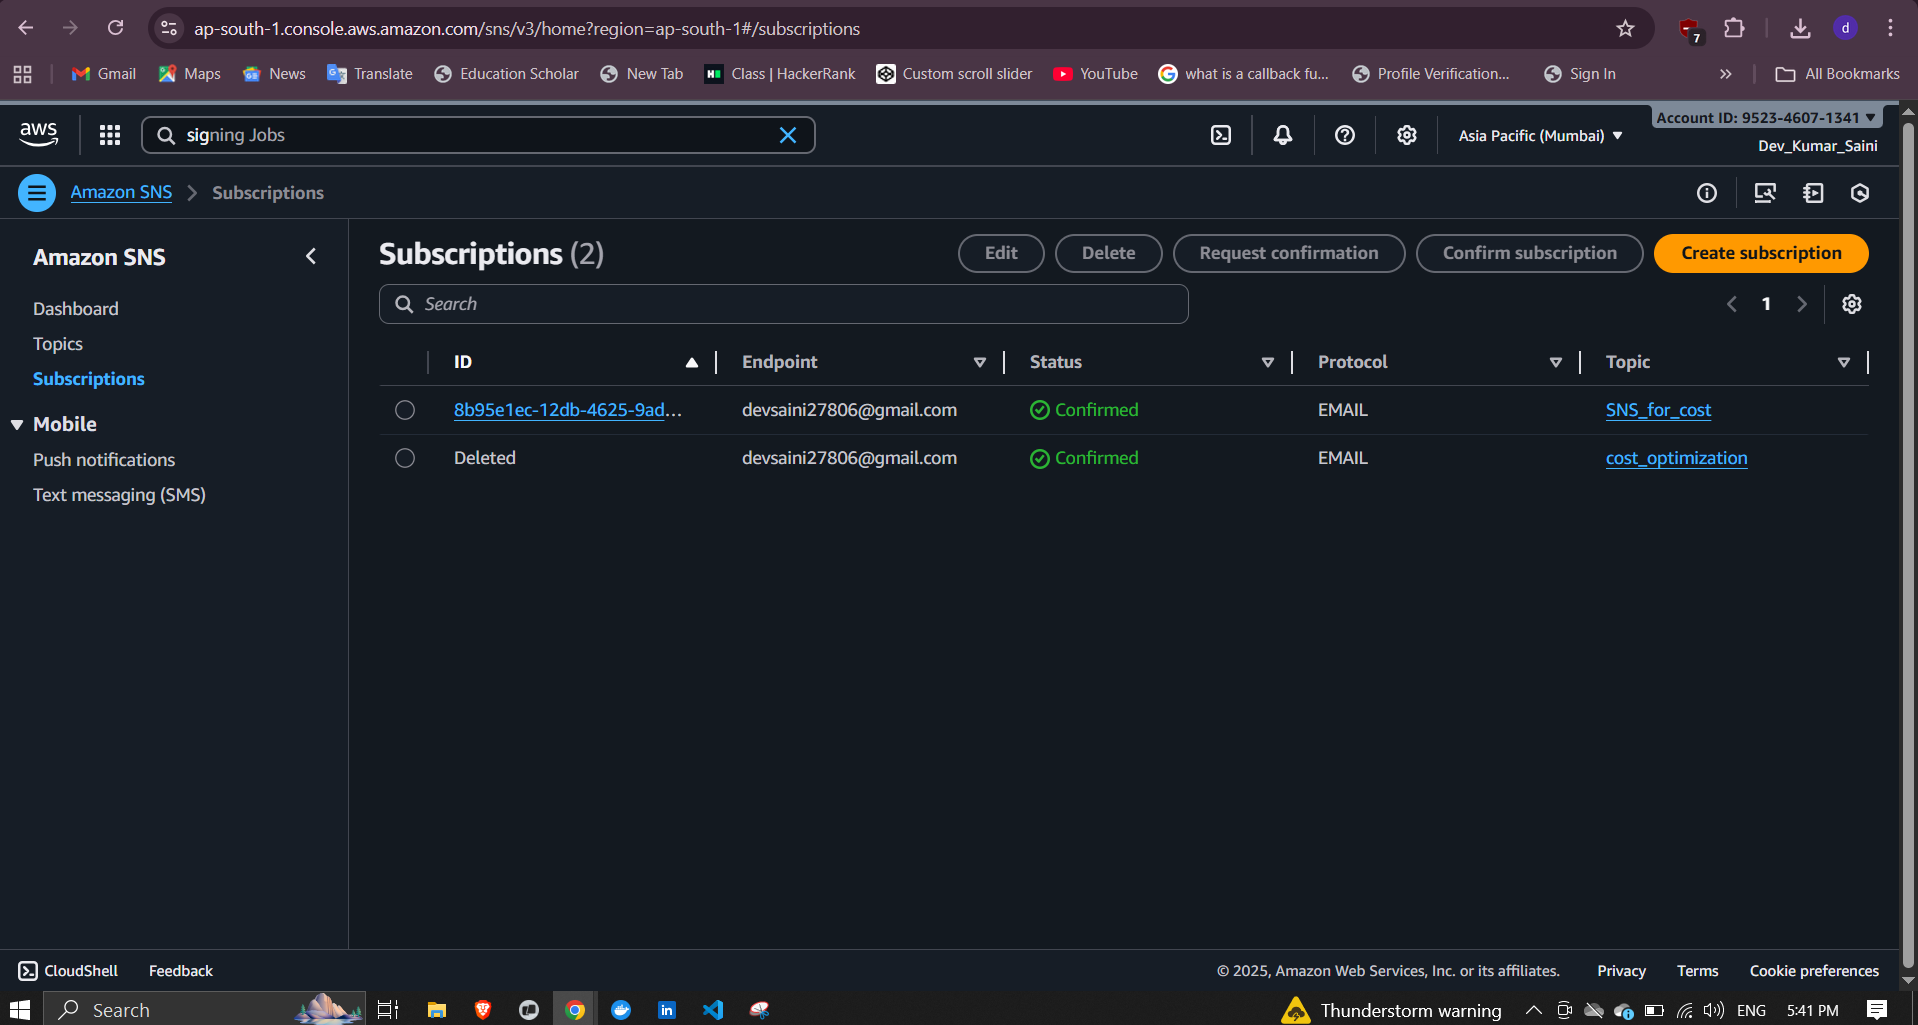 ap-south-1.console.aws.amazon.com/sns/v3/home?region=ap-south-1#/subscriptions
7
d
Gmail Maps News Translate Education Scholar New Tab Class | HackerRank Custom scroll slider YouTube what is a callback fu... Profile Verification... Sign In » All Bookmarks
aws
signing Jobs
Asia Pacific (Mumbai)
Account ID: 9523-4607-1341
Dev_Kumar_Saini
Amazon SNS > Subscriptions
Amazon SNS
Dashboard
Topics
Subscriptions
Mobile
Push notifications
Text messaging (SMS)
Subscriptions (2)
Edit Delete Request confirmation Confirm subscription Create subscription
Search
1
ID Endpoint Status Protocol Topic
8b95e1ec-12db-4625-9ad... devsaini27806@gmail.com Confirmed EMAIL SNS_for_cost
Deleted devsaini27806@gmail.com Confirmed EMAIL cost_optimization
CloudShell Feedback © 2025, Amazon Web Services, Inc. or its affiliates. Privacy Terms Cookie preferences
Search Thunderstorm warning ENG 5:41 PM